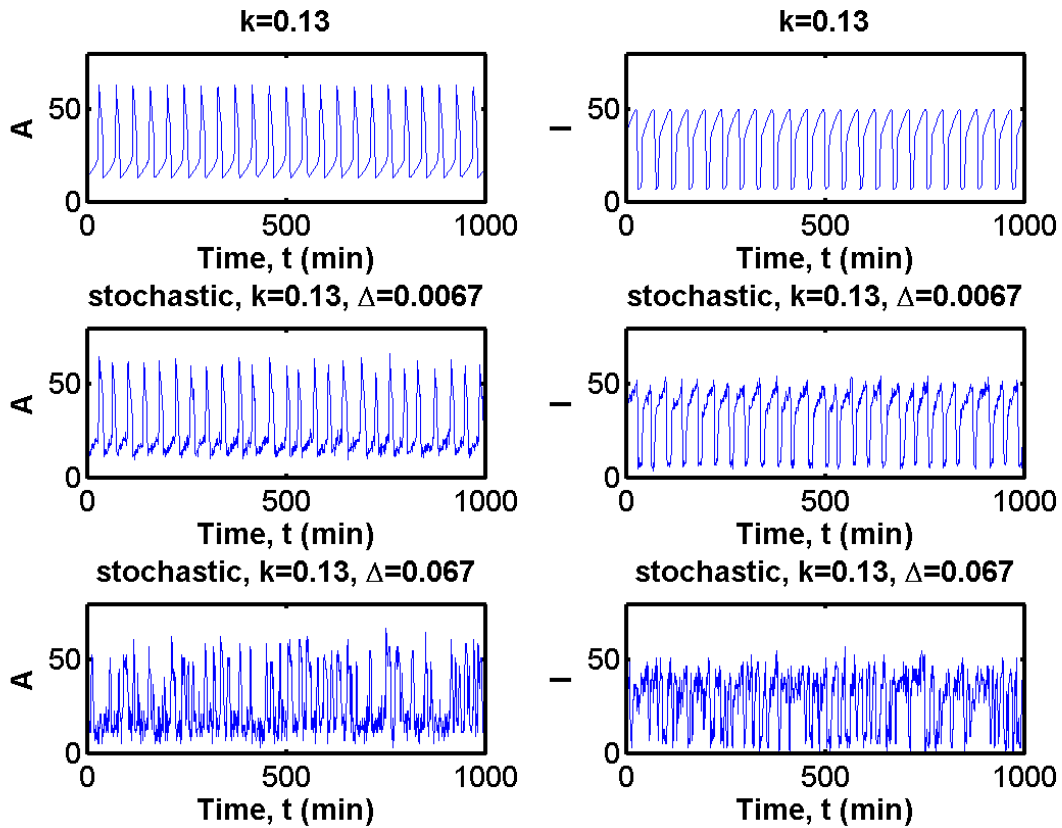 k=0.13
A
50
0
0
500
1000
Time, t (min)
k=0.13
I
50
0
0
500
1000
Time, t (min)
stochastic, k=0.13, Δ=0.0067
A
50
0
0
500
1000
Time, t (min)
stochastic, k=0.13, Δ=0.0067
I
50
0
0
500
1000
Time, t (min)
stochastic, k=0.13, Δ=0.067
A
50
0
0
500
1000
Time, t (min)
stochastic, k=0.13, Δ=0.067
I
50
0
0
500
1000
Time, t (min)